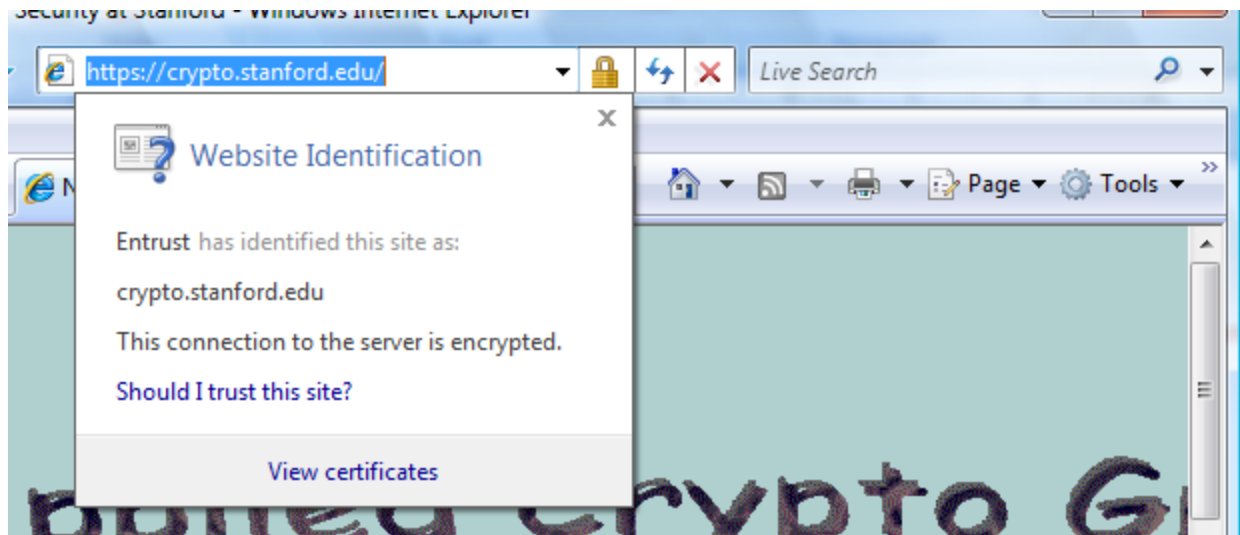 Security at Stanford - Windows Internet Explorer
https://crypto.stanford.edu/
Live Search
Website Identification
Page
Tools
Entrust has identified this site as:
crypto.stanford.edu
This connection to the server is encrypted.
Should I trust this site?
View certificates
pplied Crypto G